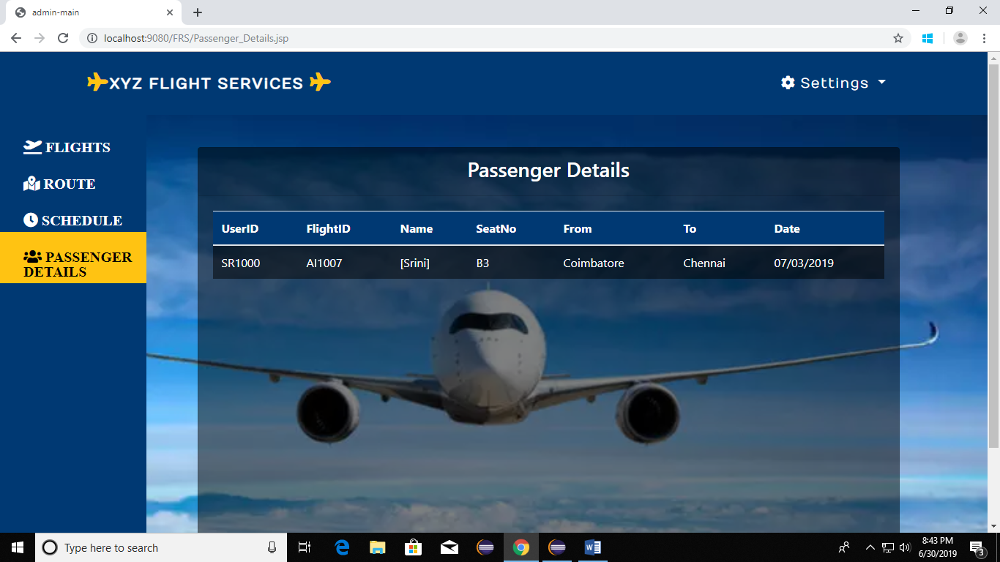 admin-main
localhost:9080/FRS/Passenger_Details.jsp
XYZ FLIGHT SERVICES
Settings
FLIGHTS
ROUTE
SCHEDULE
PASSENGER
DETAILS
Passenger Details
UserID FlightID Name SeatNo From To Date
SR1000 AI1007 [Srini] B3 Coimbatore Chennai 07/03/2019
Type here to search
8:43 PM
6/30/2019
3